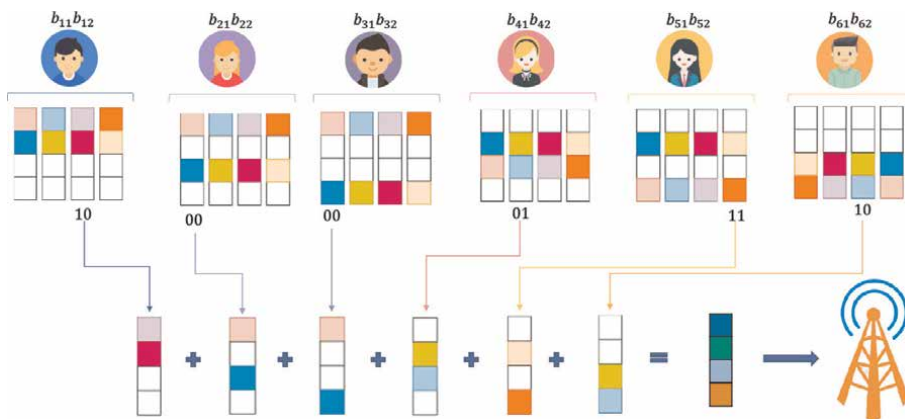 b₁₁b₁₂ b₂₁b₂₂ b₃₁b₃₂ b₄₁b₄₂ b₅₁b₅₂ b₆₁b₆₂
10 00 00 01 11 10
+ + + + + =